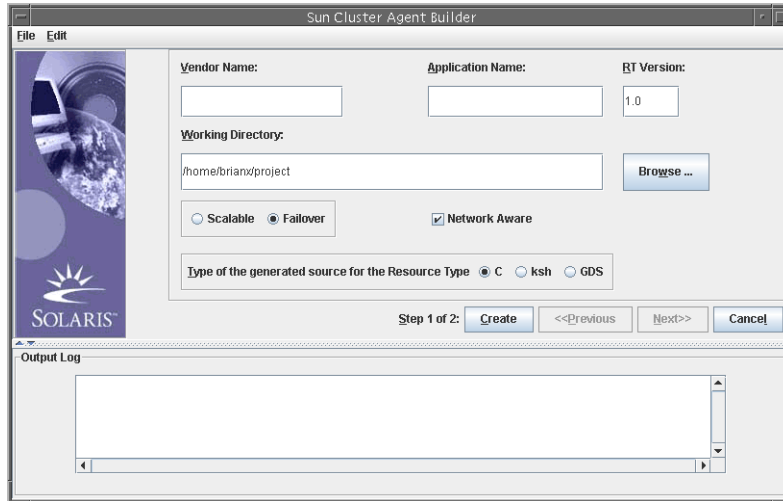 Sun Cluster Agent Builder
File Edit
Vendor Name: Application Name: RT Version:
1.0
Working Directory:
/home/brianx/project Browse ...
Scalable Failover Network Aware
Type of the generated source for the Resource Type C ksh GDS
SOLARIS™
Step 1 of 2: Create <<Previous Next>> Cancel
Output Log